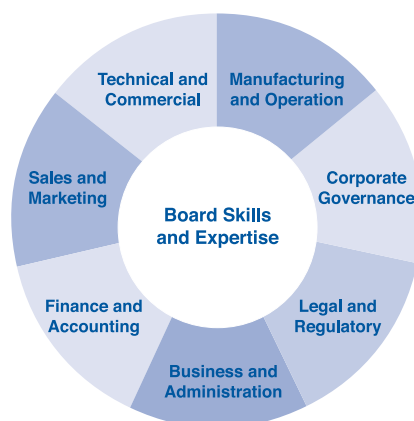 Technical and
Commercial
Manufacturing
and Operation
Sales and
Marketing
Corporate
Governance
Board Skills
and Expertise
Finance and
Accounting
Legal and
Regulatory
Business and
Administration